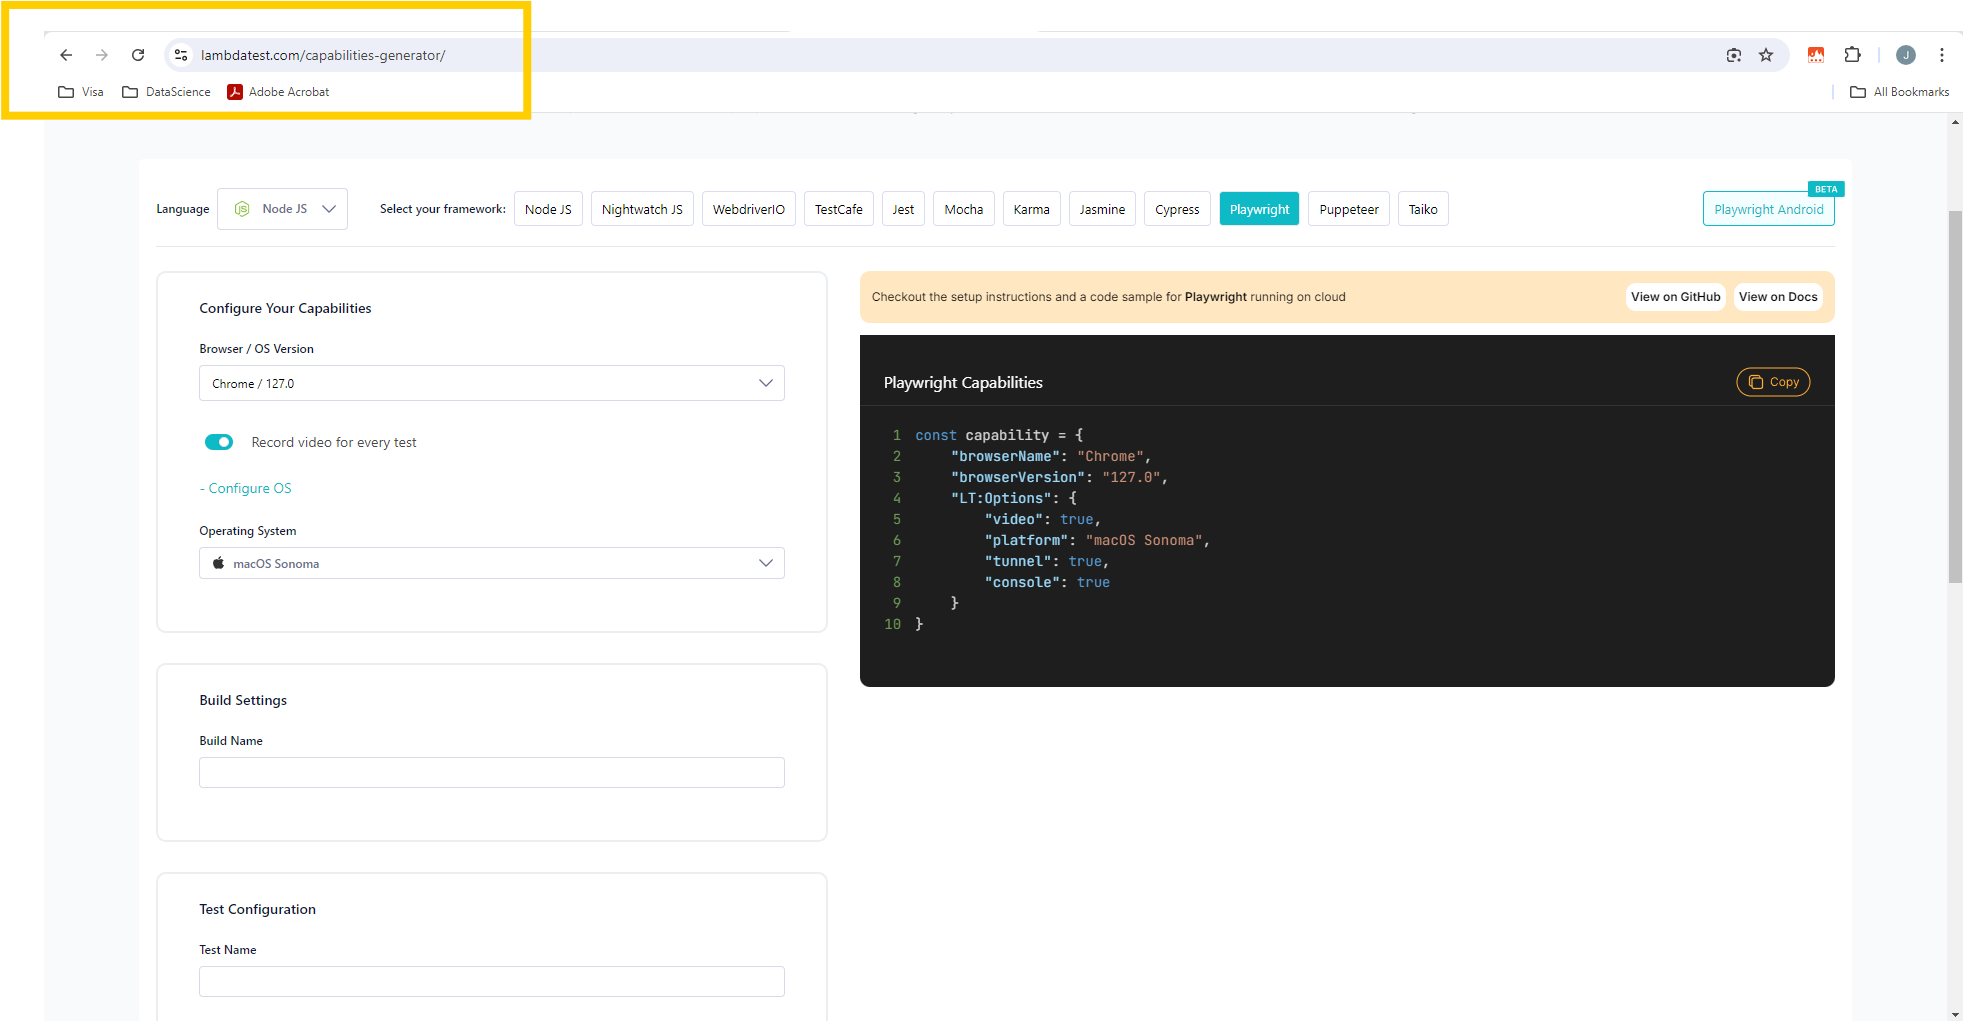 lambdatest.com/capabilities-generator/
J
Visa DataScience Adobe Acrobat All Bookmarks
Language Node JS Select your framework: Node JS Nightwatch JS WebdriverIO TestCafe Jest Mocha Karma Jasmine Cypress Playwright Puppeteer Taiko
BETA
Playwright Android
Configure Your Capabilities
Browser / OS Version
Chrome / 127.0
Record video for every test
- Configure OS
Operating System
macOS Sonoma
Build Settings
Build Name
Test Configuration
Test Name
Checkout the setup instructions and a code sample for Playwright running on cloud
View on GitHub View on Docs
Playwright Capabilities
Copy
1 const capability = {
2 "browserName": "Chrome",
3 "browserVersion": "127.0",
4 "LT:Options": {
5 "video": true,
6 "platform": "macOS Sonoma",
7 "tunnel": true,
8 "console": true
9 }
10 }